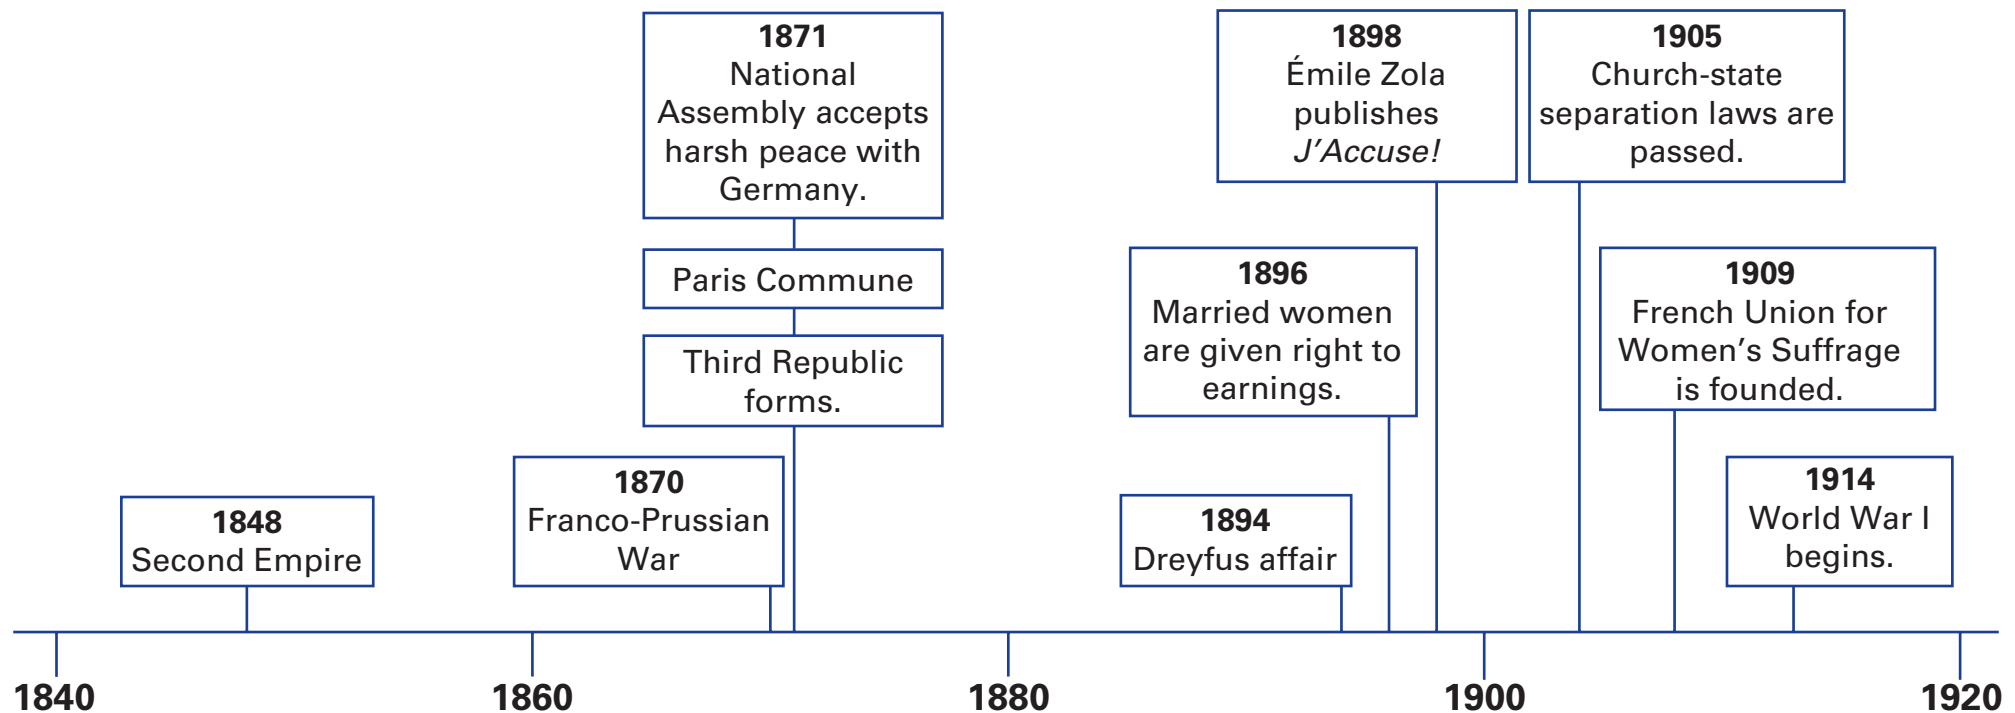 1848
Second Empire
1870
Franco-Prussian
War
1871
National
Assembly accepts
harsh peace with
Germany.
Paris Commune
Third Republic
forms.
1894
Dreyfus affair
1896
Married women
are given right to
earnings.
1898
Émile Zola
publishes
J’Accuse!
1905
Church-state
separation laws are
passed.
1909
French Union for
Women’s Suffrage
is founded.
1914
World War I
begins.
1840
1860
1880
1900
1920